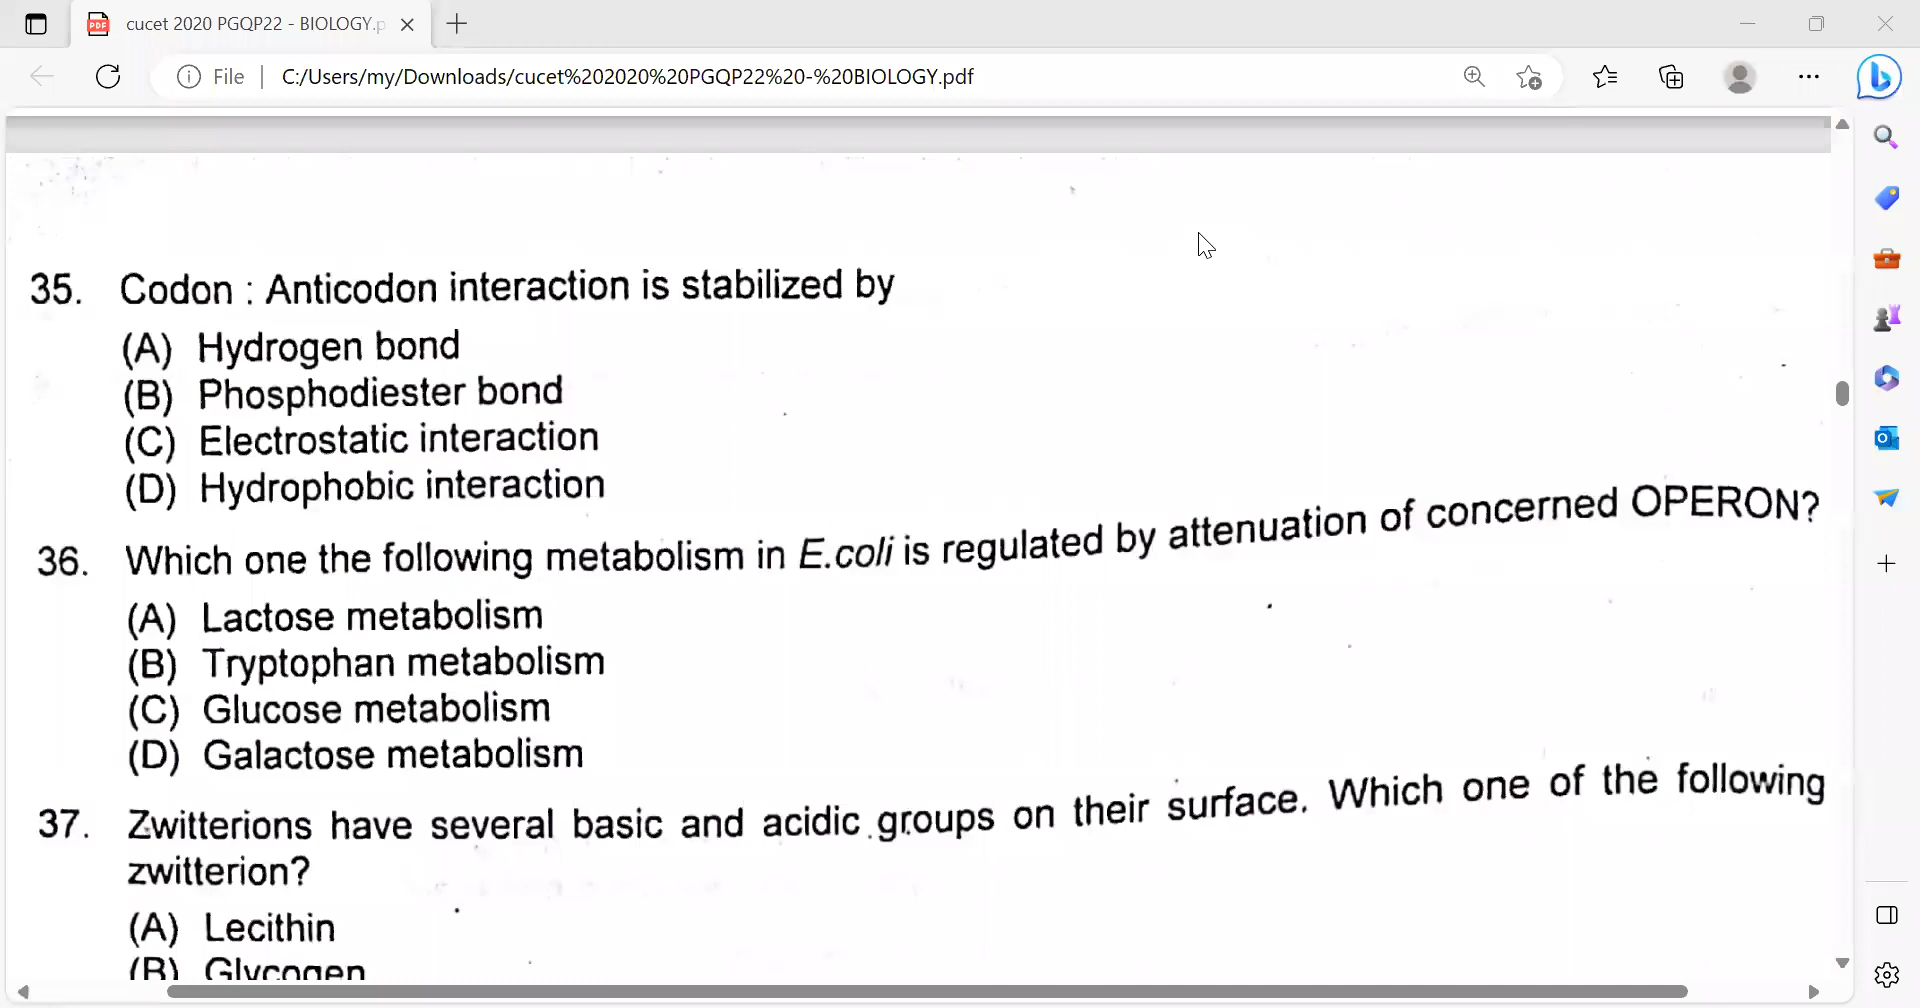 cucet 2020 PGQP22 - BIOLOGY.p
File
C:/Users/my/Downloads/cucet%202020%20PGQP22%20-%20BIOLOGY.pdf
35. Codon : Anticodon interaction is stabilized by
(A) Hydrogen bond
(B) Phosphodiester bond
(C) Electrostatic interaction
(D) Hydrophobic interaction
36. Which one the following metabolism in E.coli is regulated by attenuation of concerned OPERON?
(A) Lactose metabolism
(B) Tryptophan metabolism
(C) Glucose metabolism
(D) Galactose metabolism
37. Zwitterions have several basic and acidic groups on their surface. Which one of the following
zwitterion?
(A) Lecithin
(B) Glycogen